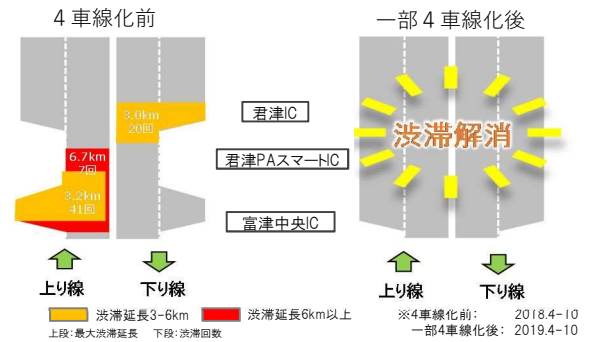 4車線化前
一部4車線化後
3.0km
20回
君津IC
渋滞解消
6.7km
7回
君津PAスマートIC
3.2km
41回
富津中央IC
上り線
下り線
上り線
下り線
渋滞延長3-6km
渋滞延長6km以上
上段:最大渋滞延長 下段:渋滞回数
※4車線化前: 2018.4-10
一部4車線化後: 2019.4-10